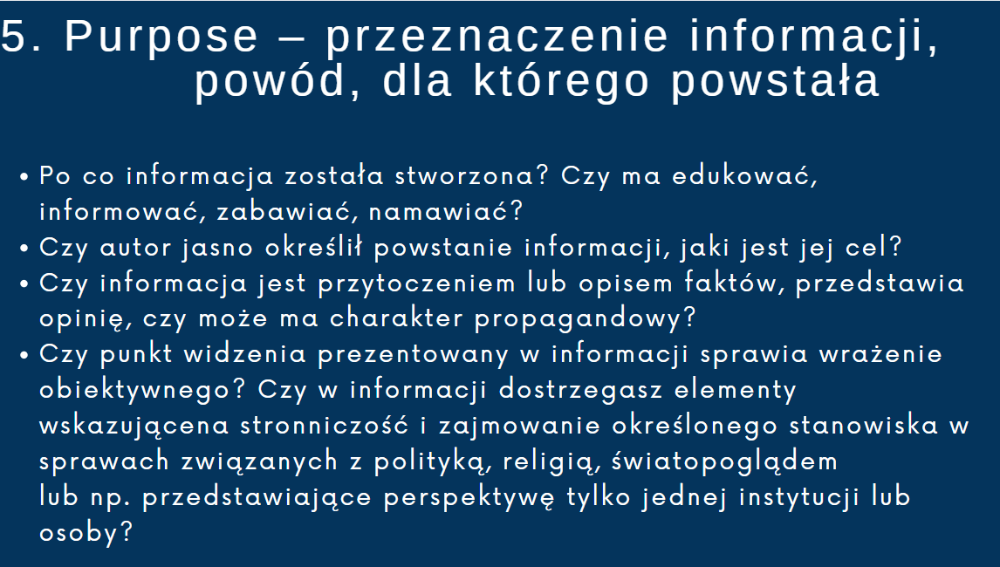 5. Purpose – przeznaczenie informacji,
powód, dla którego powstała
• Po co informacja została stworzona? Czy ma edukować,
informować, zabawiać, namawiać?
• Czy autor jasno określił powstanie informacji, jaki jest jej cel?
• Czy informacja jest przytoczeniem lub opisem faktów, przedstawia
opinię, czy może ma charakter propagandowy?
• Czy punkt widzenia prezentowany w informacji sprawia wrażenie
obiektywnego? Czy w informacji dostrzegasz elementy
wskazującena stronniczość i zajmowanie określonego stanowiska w
sprawach związanych z polityką, religią, światopoglądem
lub np. przedstawiające perspektywę tylko jednej instytucji lub
osoby?